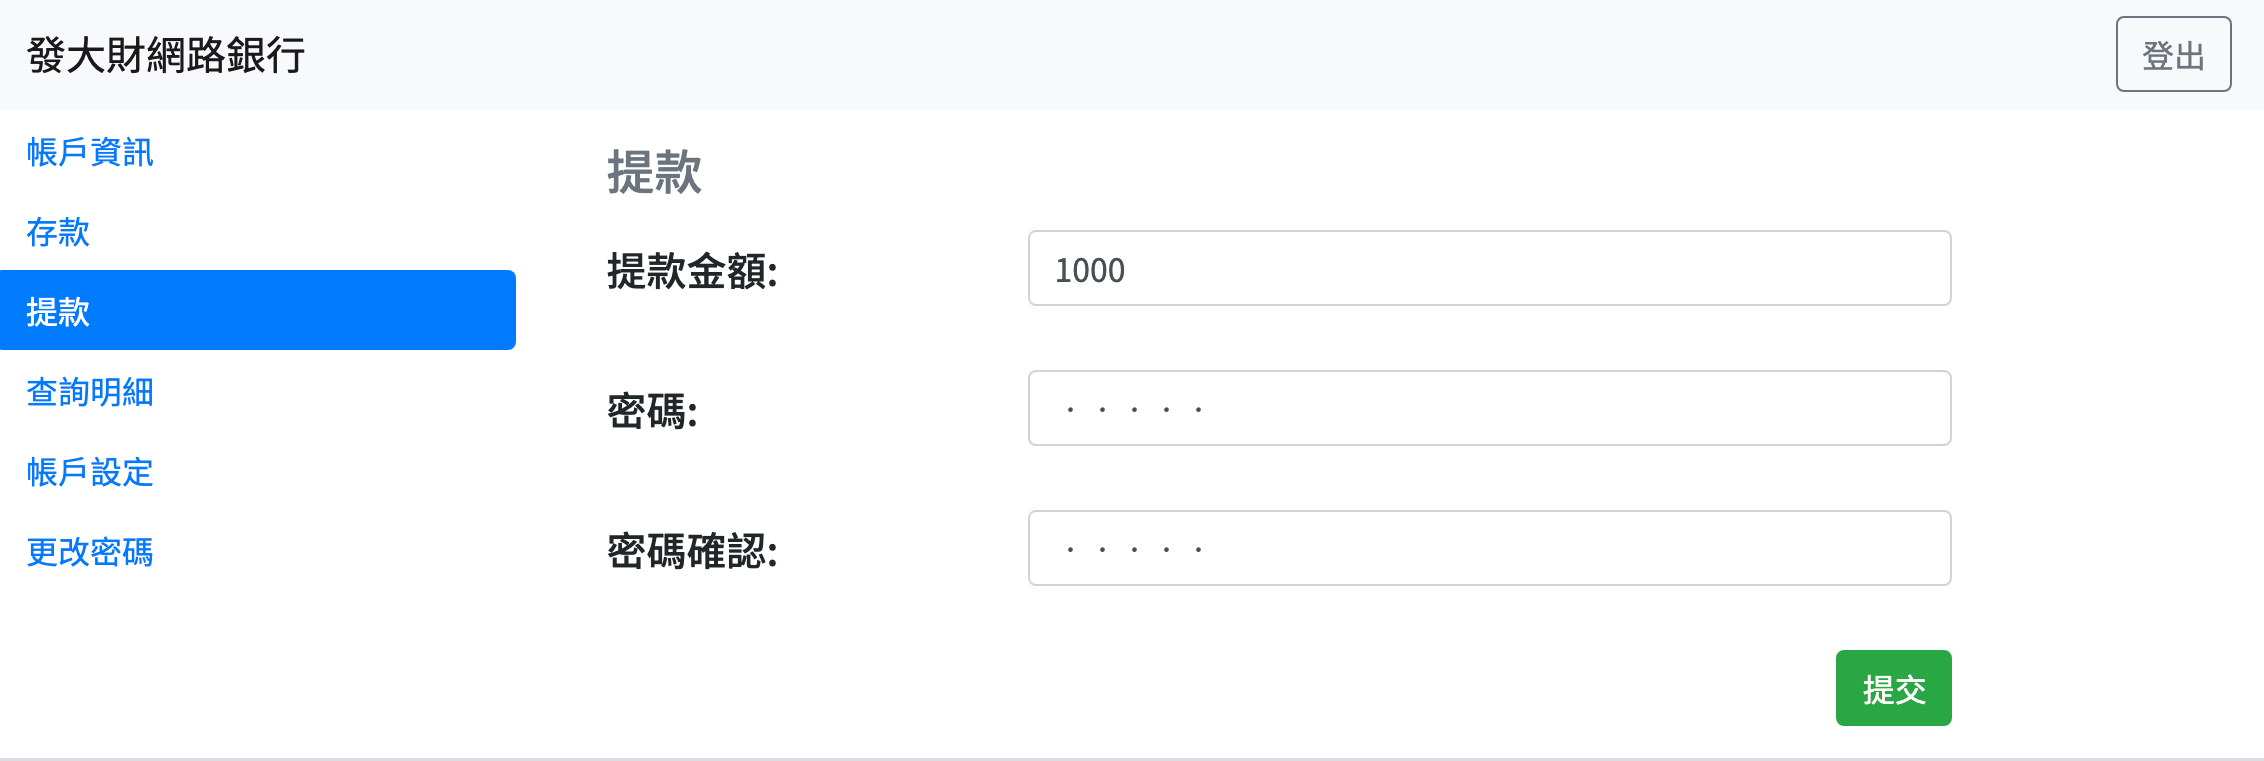 發大財網路銀行
登出
帳戶資訊
存款
提款
查詢明細
帳戶設定
更改密碼
提款
提款金額: 1000
密碼: ·····
密碼確認: ·····
提交